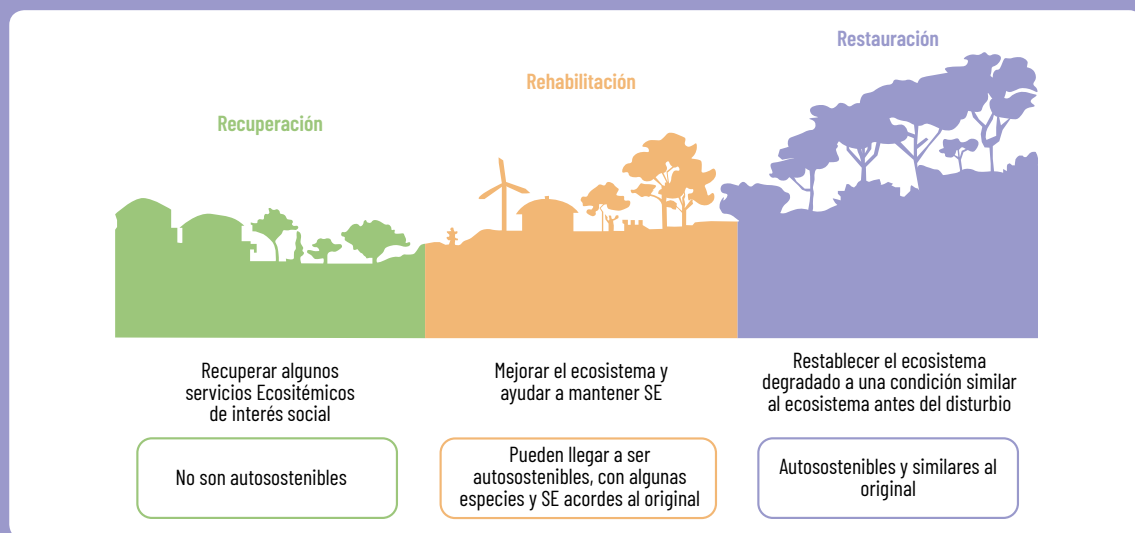 Restauración
Rehabilitación
Recuperación
Recuperar algunos
servicios Ecositémicos
de interés social
Mejorar el ecosistema y
ayudar a mantener SE
Restablecer el ecosistema
degradado a una condición similar
al ecosistema antes del disturbio
No son autosostenibles
Pueden llegar a ser
autosostenibles, con algunas
especies y SE acordes al original
Autosostenibles y similares al
original